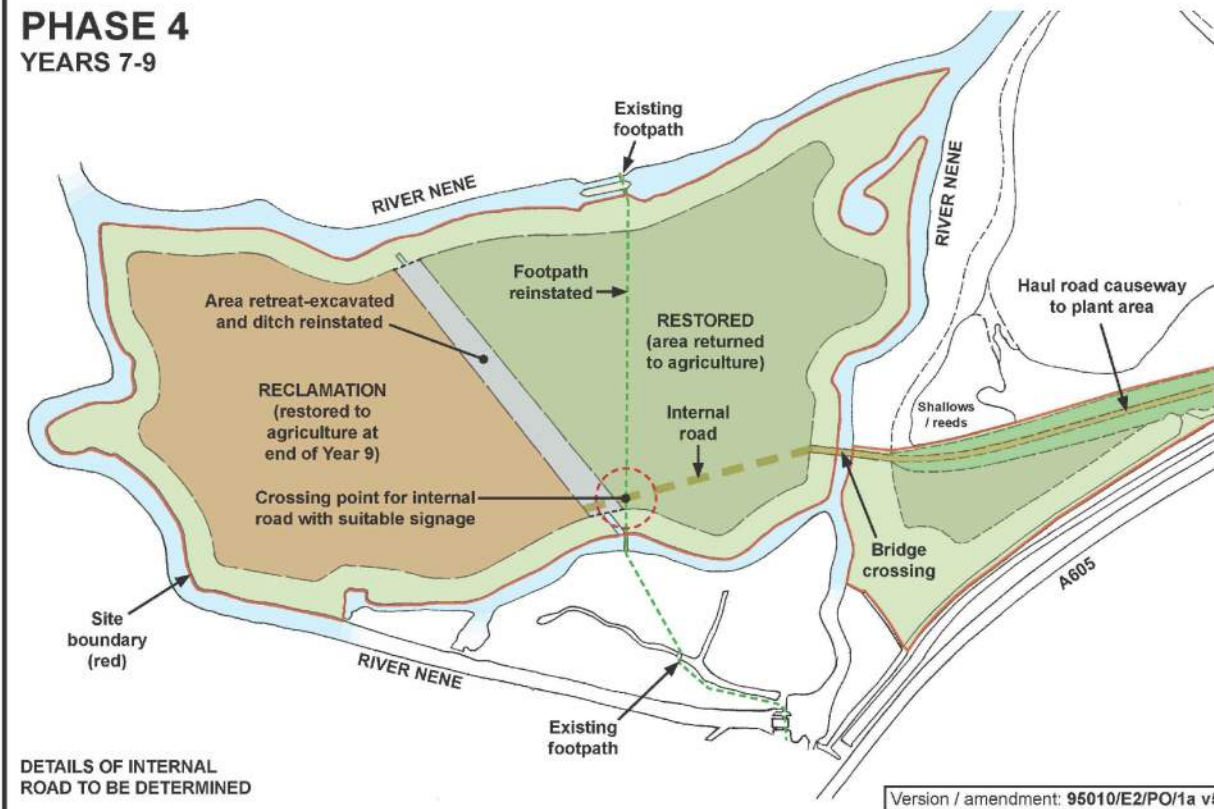 PHASE 4
YEARS 7-9
Existing
footpath
RIVER NENE
RIVER NENE
Footpath
reinstated
Area retreat-excavated
and ditch reinstated
RESTORED
(area returned
to agriculture)
Haul road causeway
to plant area
RECLAMATION
(restored to
agriculture at
end of Year 9)
Internal
road
Shallows
/ reeds
Crossing point for internal
road with suitable signage
Bridge
crossing
A605
Site
boundary
(red)
RIVER NENE
Existing
footpath
DETAILS OF INTERNAL
ROAD TO BE DETERMINED
Version / amendment: 95010/E2/PO/1a